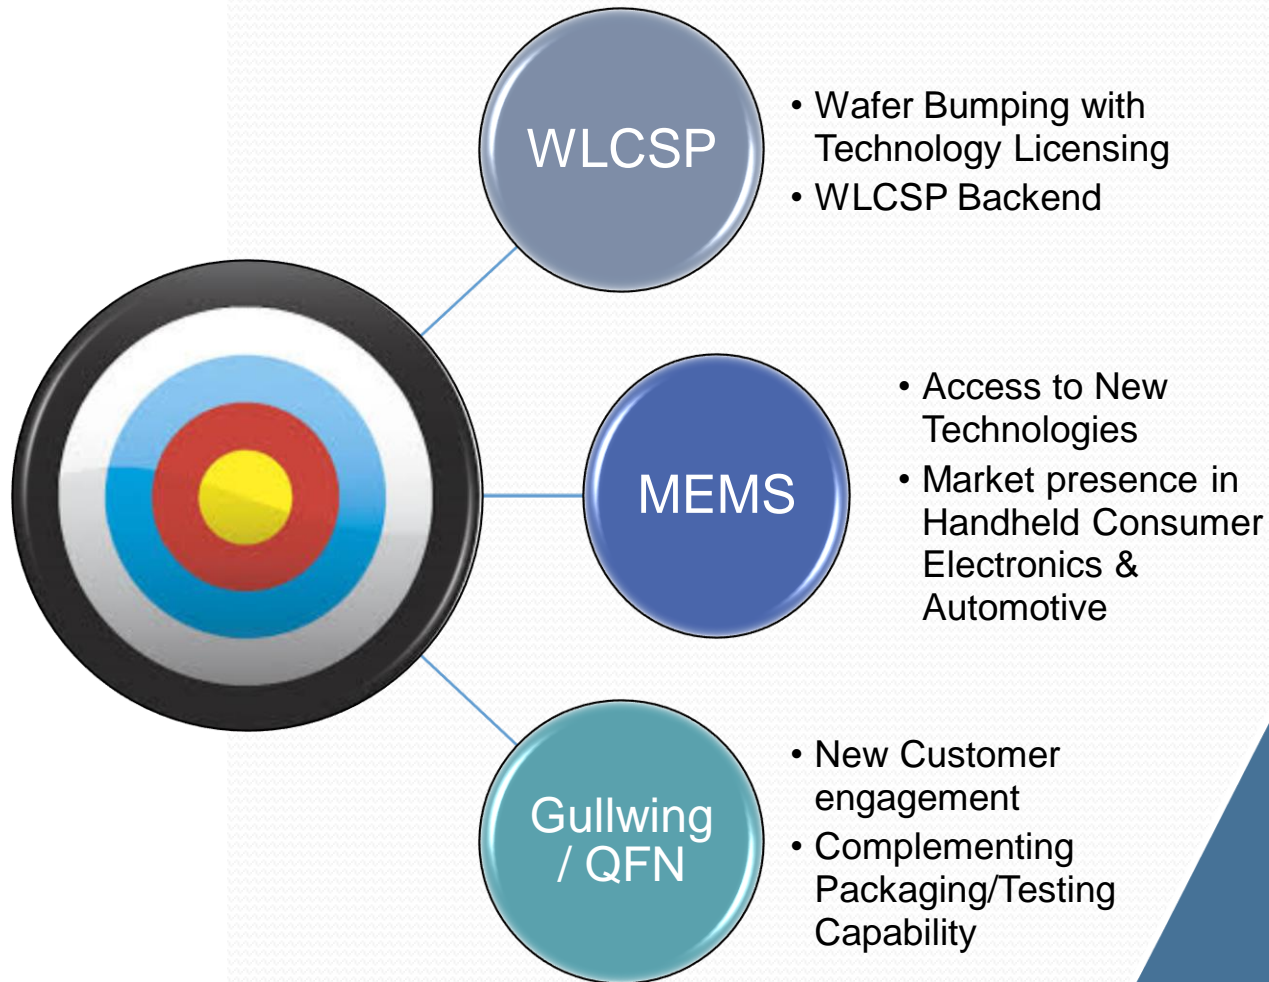 WLCSP
• Wafer Bumping with
Technology Licensing
• WLCSP Backend
MEMS
• Access to New
Technologies
• Market presence in
Handheld Consumer
Electronics &
Automotive
Gullwing
/ QFN
• New Customer
engagement
• Complementing
Packaging/Testing
Capability